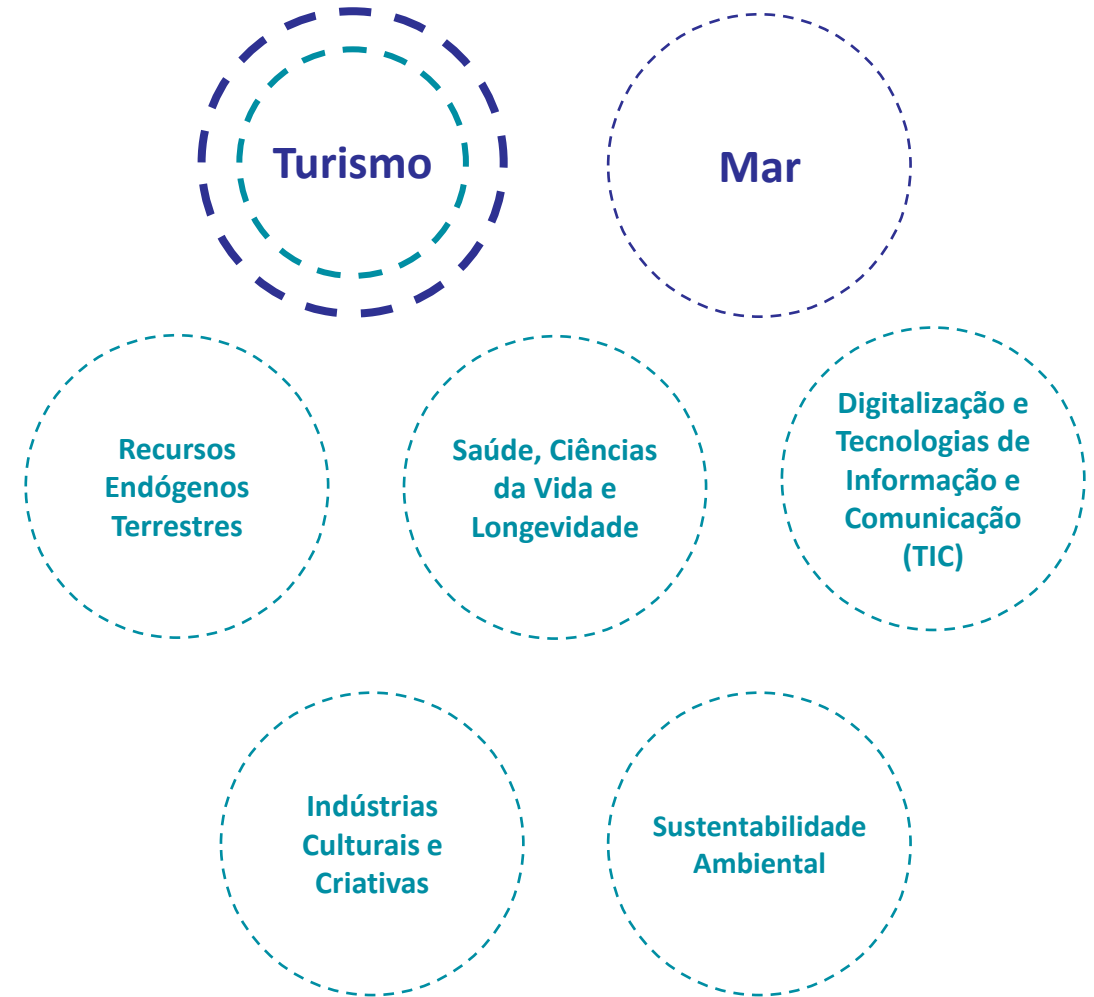 Turismo
Mar
Recursos
Endógenos
Terrestres
Saúde, Ciências
da Vida e
Longevidade
Digitalização e
Tecnologias de
Informação e
Comunicação
(TIC)
Indústrias
Culturais e
Criativas
Sustentabilidade
Ambiental